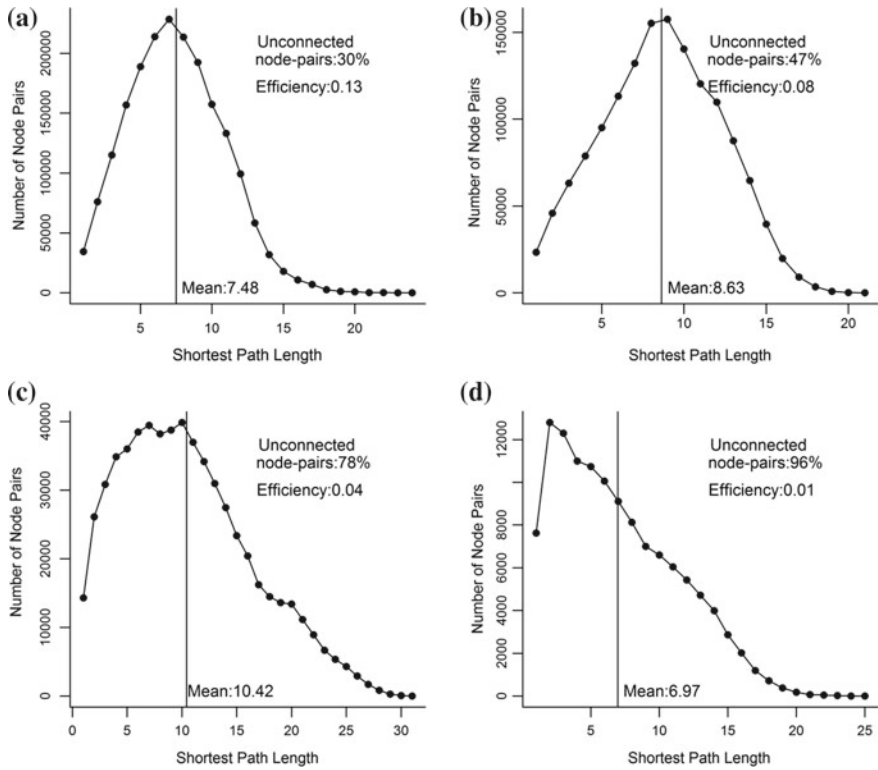 (a)
Number of Node Pairs
200000
150000
100000
50000
0
Unconnected
node-pairs:30%
Efficiency:0.13
Mean:7.48
5 10 15 20
Shortest Path Length
(b)
Number of Node Pairs
150000
100000
50000
0
Unconnected
node-pairs:47%
Efficiency:0.08
Mean:8.63
5 10 15 20
Shortest Path Length
(c)
Number of Node Pairs
40000
30000
20000
10000
0
Unconnected
node-pairs:78%
Efficiency:0.04
Mean:10.42
0 5 10 15 20 25 30
Shortest Path Length
(d)
Number of Node Pairs
12000
10000
8000
6000
4000
2000
0
Unconnected
node-pairs:96%
Efficiency:0.01
Mean:6.97
5 10 15 20 25
Shortest Path Length